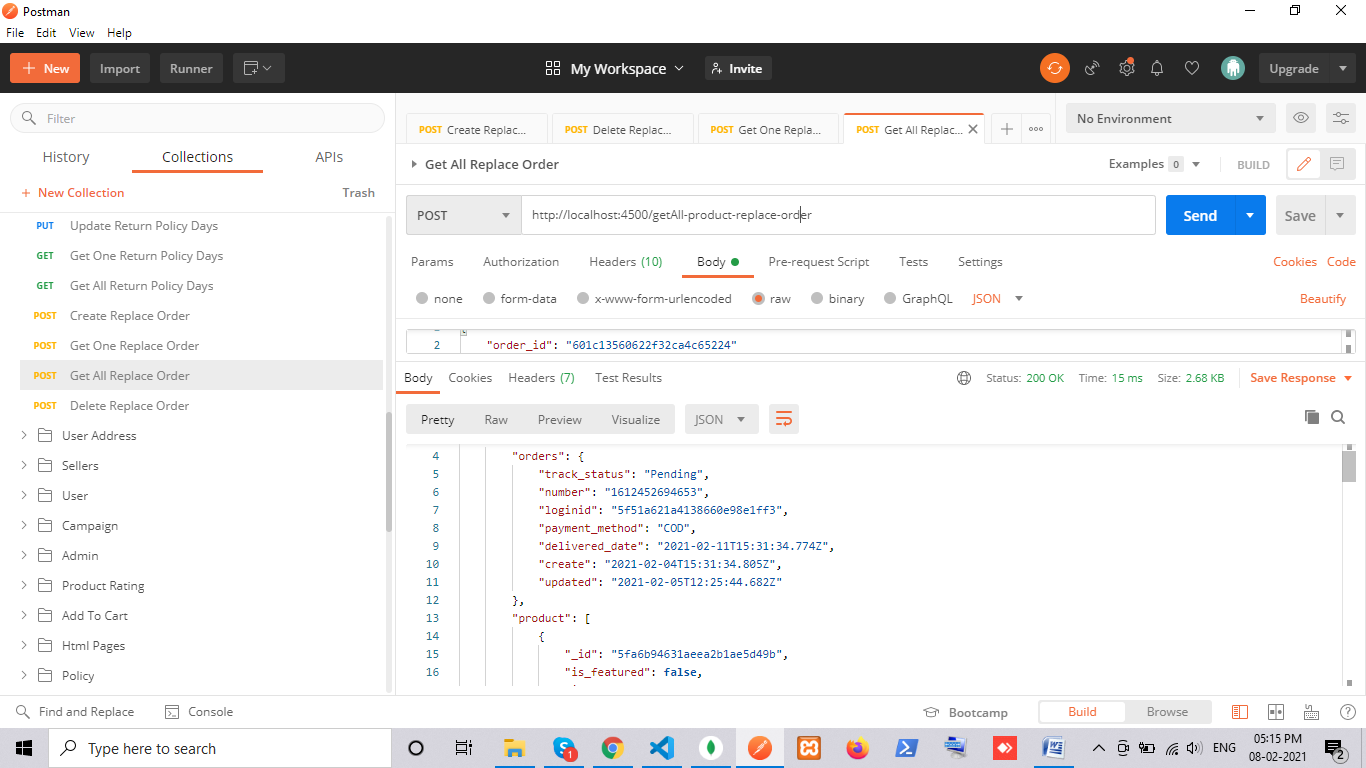 Postman
File Edit View Help
New Import Runner My Workspace Invite Upgrade
Filter
History Collections APIs
New Collection Trash
PUT Update Return Policy Days
GET Get One Return Policy Days
GET Get All Return Policy Days
POST Create Replace Order
POST Get One Replace Order
POST Get All Replace Order
POST Delete Replace Order
User Address
Sellers
User
Campaign
Admin
Product Rating
Add To Cart
Html Pages
Policy
POST Create Replac... POST Delete Replac... POST Get One Repla... POST Get All Replac... No Environment
Get All Replace Order Examples 0 BUILD
POST http://localhost:4500/getAll-product-replace-order Send Save
Params Authorization Headers (10) Body Pre-request Script Tests Settings Cookies Code
none form-data x-www-form-urlencoded raw binary GraphQL JSON Beautify
2 "order_id": "601c13560622f32ca4c65224"
Body Cookies Headers (7) Test Results Status: 200 OK Time: 15 ms Size: 2.68 KB Save Response
Pretty Raw Preview Visualize JSON
4 "orders": {
5 "track_status": "Pending",
6 "number": "1612452694653",
7 "loginid": "5f51a621a4138660e98e1ff3",
8 "payment_method": "COD",
9 "delivered_date": "2021-02-11T15:31:34.774Z",
10 "create": "2021-02-04T15:31:34.805Z",
11 "updated": "2021-02-05T12:25:44.682Z"
12 },
13 "product": [
14 {
15 "_id": "5fa6b94631aeea2b1ae5d49b",
16 "is_featured": false,
Find and Replace Console Bootcamp Build Browse
Type here to search 1 ENG 05:15 PM
08-02-2021 2